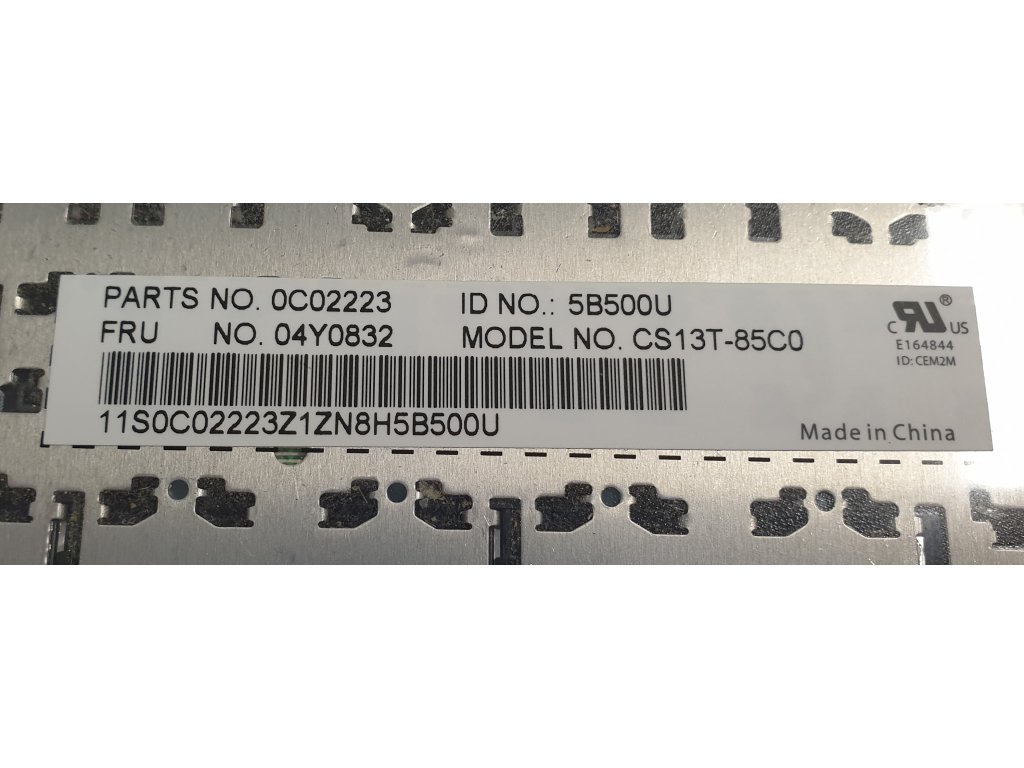 PARTS NO. 0C02223 ID NO.: 5B500U
FRU NO. 04Y0832 MODEL NO. CS13T-85C0
11S0C02223Z1ZN8H5B500U
C RU® US
E164844
ID: CEM2M
Made in China